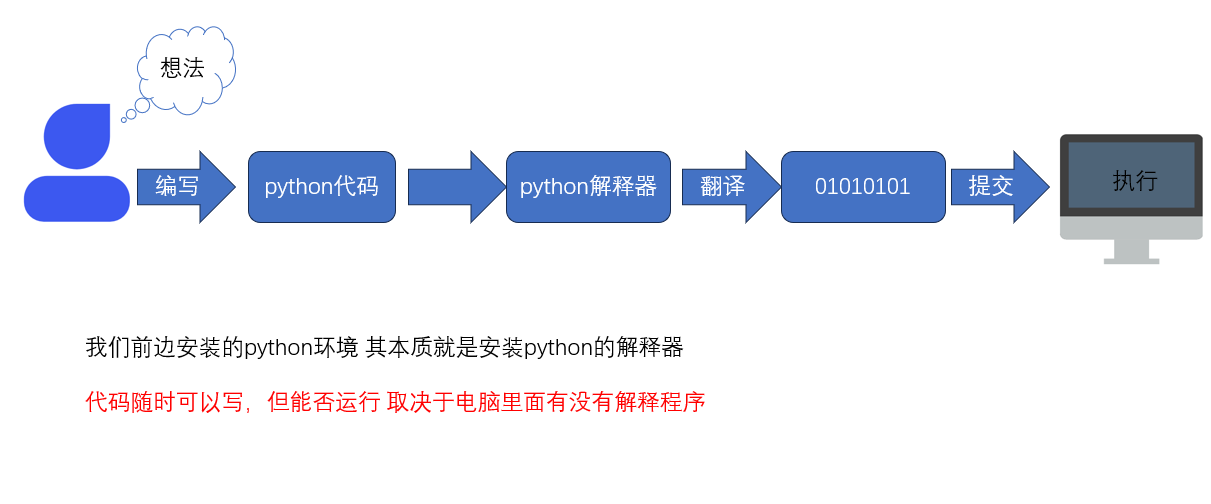 想法
编写
python代码
python解释器
翻译
01010101
提交
执行
我们前边安装的python环境 其本质就是安装python的解释器
代码随时可以写，但能否运行 取决于电脑里面有没有解释程序